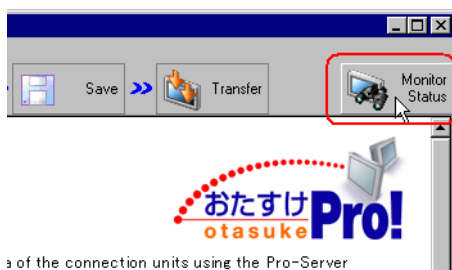 Save
Transfer
Monitor
Status
おたすけPro!
otasuke
a of the connection units using the Pro-Server